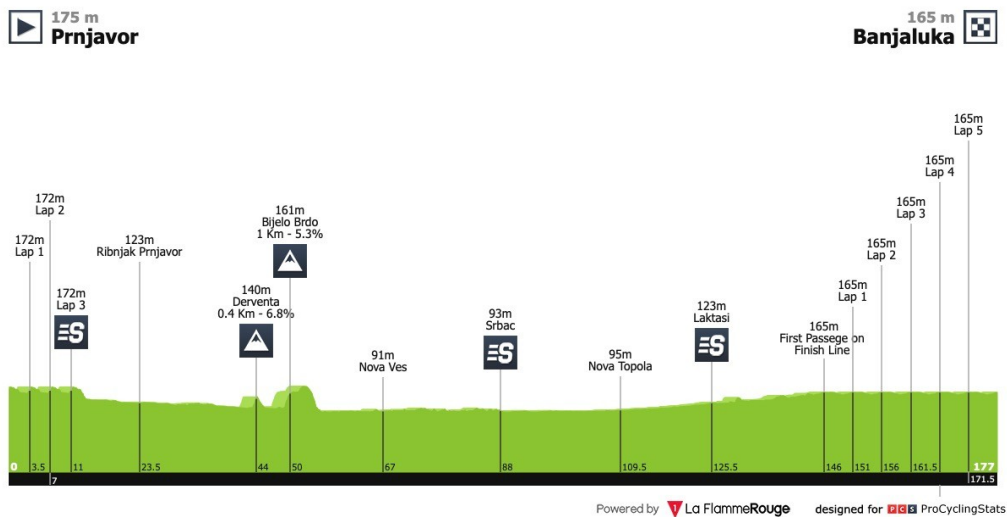 175 m
Prnjavor
165 m
Banjaluka
172m
Lap 1
172m
Lap 2
172m
Lap 3
S
123m
Ribnjak Prnjavor
140m
Derventa
0.4 Km - 6.8%
161m
Bijelo Brdo
1 Km - 5.3%
91m
Nova Ves
93m
Srbac
S
95m
Nova Topola
123m
Laktasi
S
165m
First Passege on
Finish Line
165m
Lap 1
165m
Lap 2
165m
Lap 3
165m
Lap 4
165m
Lap 5
0 3.5 11 23.5 44 50 67 88 109.5 125.5 146 151 156 161.5 177
7 171.5
Powered by 1 La FlammeRouge designed for PCS ProCyclingStats